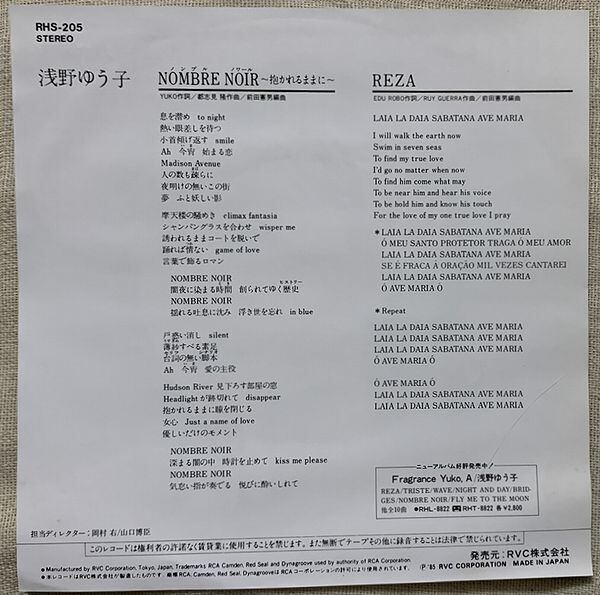 RHS-205
STEREO
浅野ゆう子
ノンブル ノワール
NOMBRE NOIR ～抱かれるままに～
YUKO作詞／都志見 隆作曲／前田憲男編曲
息を潜め to night
熱い眼差しを待つ
小首傾げ返す smile
Ah 今宵 始まる恋
Madison Avenue
人の数も疎らに
夜明けの無いこの街
夢 ふと妖しい影
摩天楼の騒めき climax fantasia
シャンパングラスを合わせ wisper me
誘われるままコートを脱いで
踊れば情ない game of love
言葉で飾るロマン
NOMBRE NOIR
闇夜に染まる時間 創られてゆく歴史
ヒストリー
NOMBRE NOIR
揺れる吐息に沈み 浮き世を忘れ in blue
戸惑い消し silent
薄紗すべる素足
台詞の無い脚本
Ah 今宵 愛の主役
Hudson River 見下ろす部屋の窓
Headlightが跡切れて disappear
抱かれるままに瞳を閉じる
女心 Just a name of love
優しいだけのモメント
NOMBRE NOIR
深まる闇の中 時計を止めて kiss me please
NOMBRE NOIR
気怠い指が奏でる 悦びに酔いしれて
REZA
EDU ROBO作詞／RUY GUERRA作曲／前田憲男編曲
LAIA LA DAIA SABATANA AVE MARIA
I will walk the earth now
Swim in seven seas
To find my true love
I'd go no matter when now
To find him come what may
To be near him and hear his voice
To be hold him and know his touch
For the love of my one true love I pray
* LAIA LA DAIA SABATANA AVE MARIA
Ó MEU SANTO PROTETOR TRAGA Ó MEU AMOR
LAIA LA DAIA SABATANA AVE MARIA
SE É FRACA Á ORAÇÃO MIL VEZES CANTAREI
LAIA LA DAIA SABATANA AVE MARIA
Ó AVE MARIA Ó
* Repeat
LAIA LA DAIA SABATANA AVE MARIA
LAIA LA DAIA SABATANA AVE MARIA
LAIA LA DAIA SABATANA AVE MARIA
Ó AVE MARIA Ó
Ó AVE MARIA Ó
LAIA LA DAIA SABATANA AVE MARIA
LAIA LA DAIA SABATANA AVE MARIA
ニューアルバム好評発売中！
Fragrance Yuko, A／浅野ゆう子
REZA/TRISTE/WAVE/NIGHT AND DAY/BRID-
GES/NOMBRE NOIR/FLY ME TO THE MOON
他全10曲 ●RHL-8822 RHT-8822 各￥2,800
担当ディレクター：岡村 右/山口博臣
このレコードは権利者の許諾なく賃貸業に使用することを禁じます。また無断でテープその他に録音することは法律で禁じられています。
●Manufactured by RVC Corporation, Tokyo, Japan. Trademarks RCA Camden, Red Seal and Dynagroove used by authority of RCA Corporation.
●本レコードはRVC株式会社が製造したものです。商標RCA, Camden, Red Seal, DynagrooveはRCAコーポレーションの許可により使用されています。
発売元：RVC株式会社
Ⓟ'85 RVC CORPORATION MADE IN JAPAN